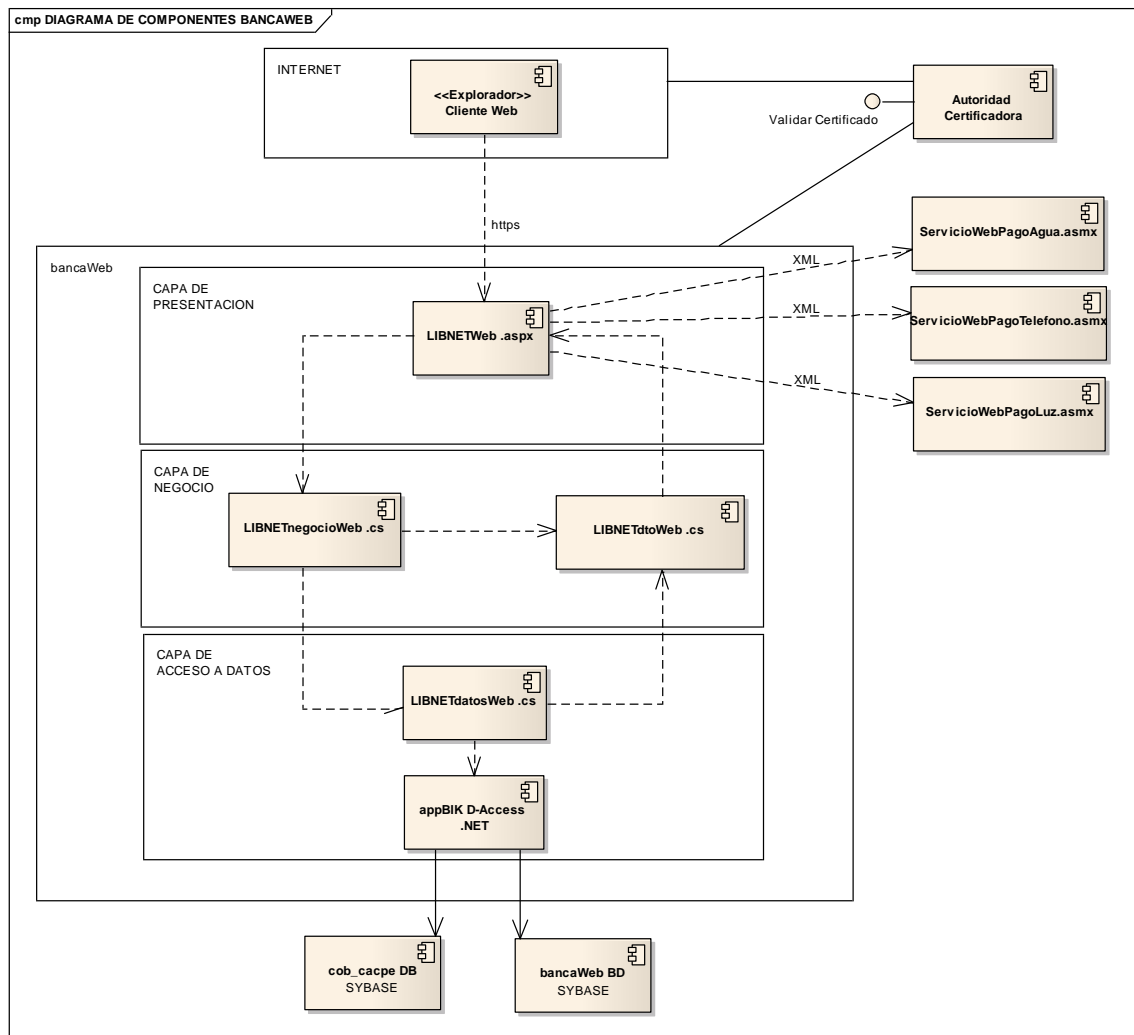 cmp DIAGRAMA DE COMPONENTES BANCAWEB
INTERNET
<<Explorador>>
Cliente Web
Autoridad
Certificadora
Validar Certificado
https
ServicioWebPagoAgua.asmx
XML
bancaWeb
CAPA DE
PRESENTACION
LIBNETWeb .aspx
XML
ServicioWebPagoTelefono.asmx
XML
ServicioWebPagoLuz.asmx
CAPA DE
NEGOCIO
LIBNETnegocioWeb .cs
LIBNETdtoWeb .cs
CAPA DE
ACCESO A DATOS
LIBNETdatosWeb .cs
appBIK D-Access
.NET
cob_cacpe DB
SYBASE
bancaWeb BD
SYBASE